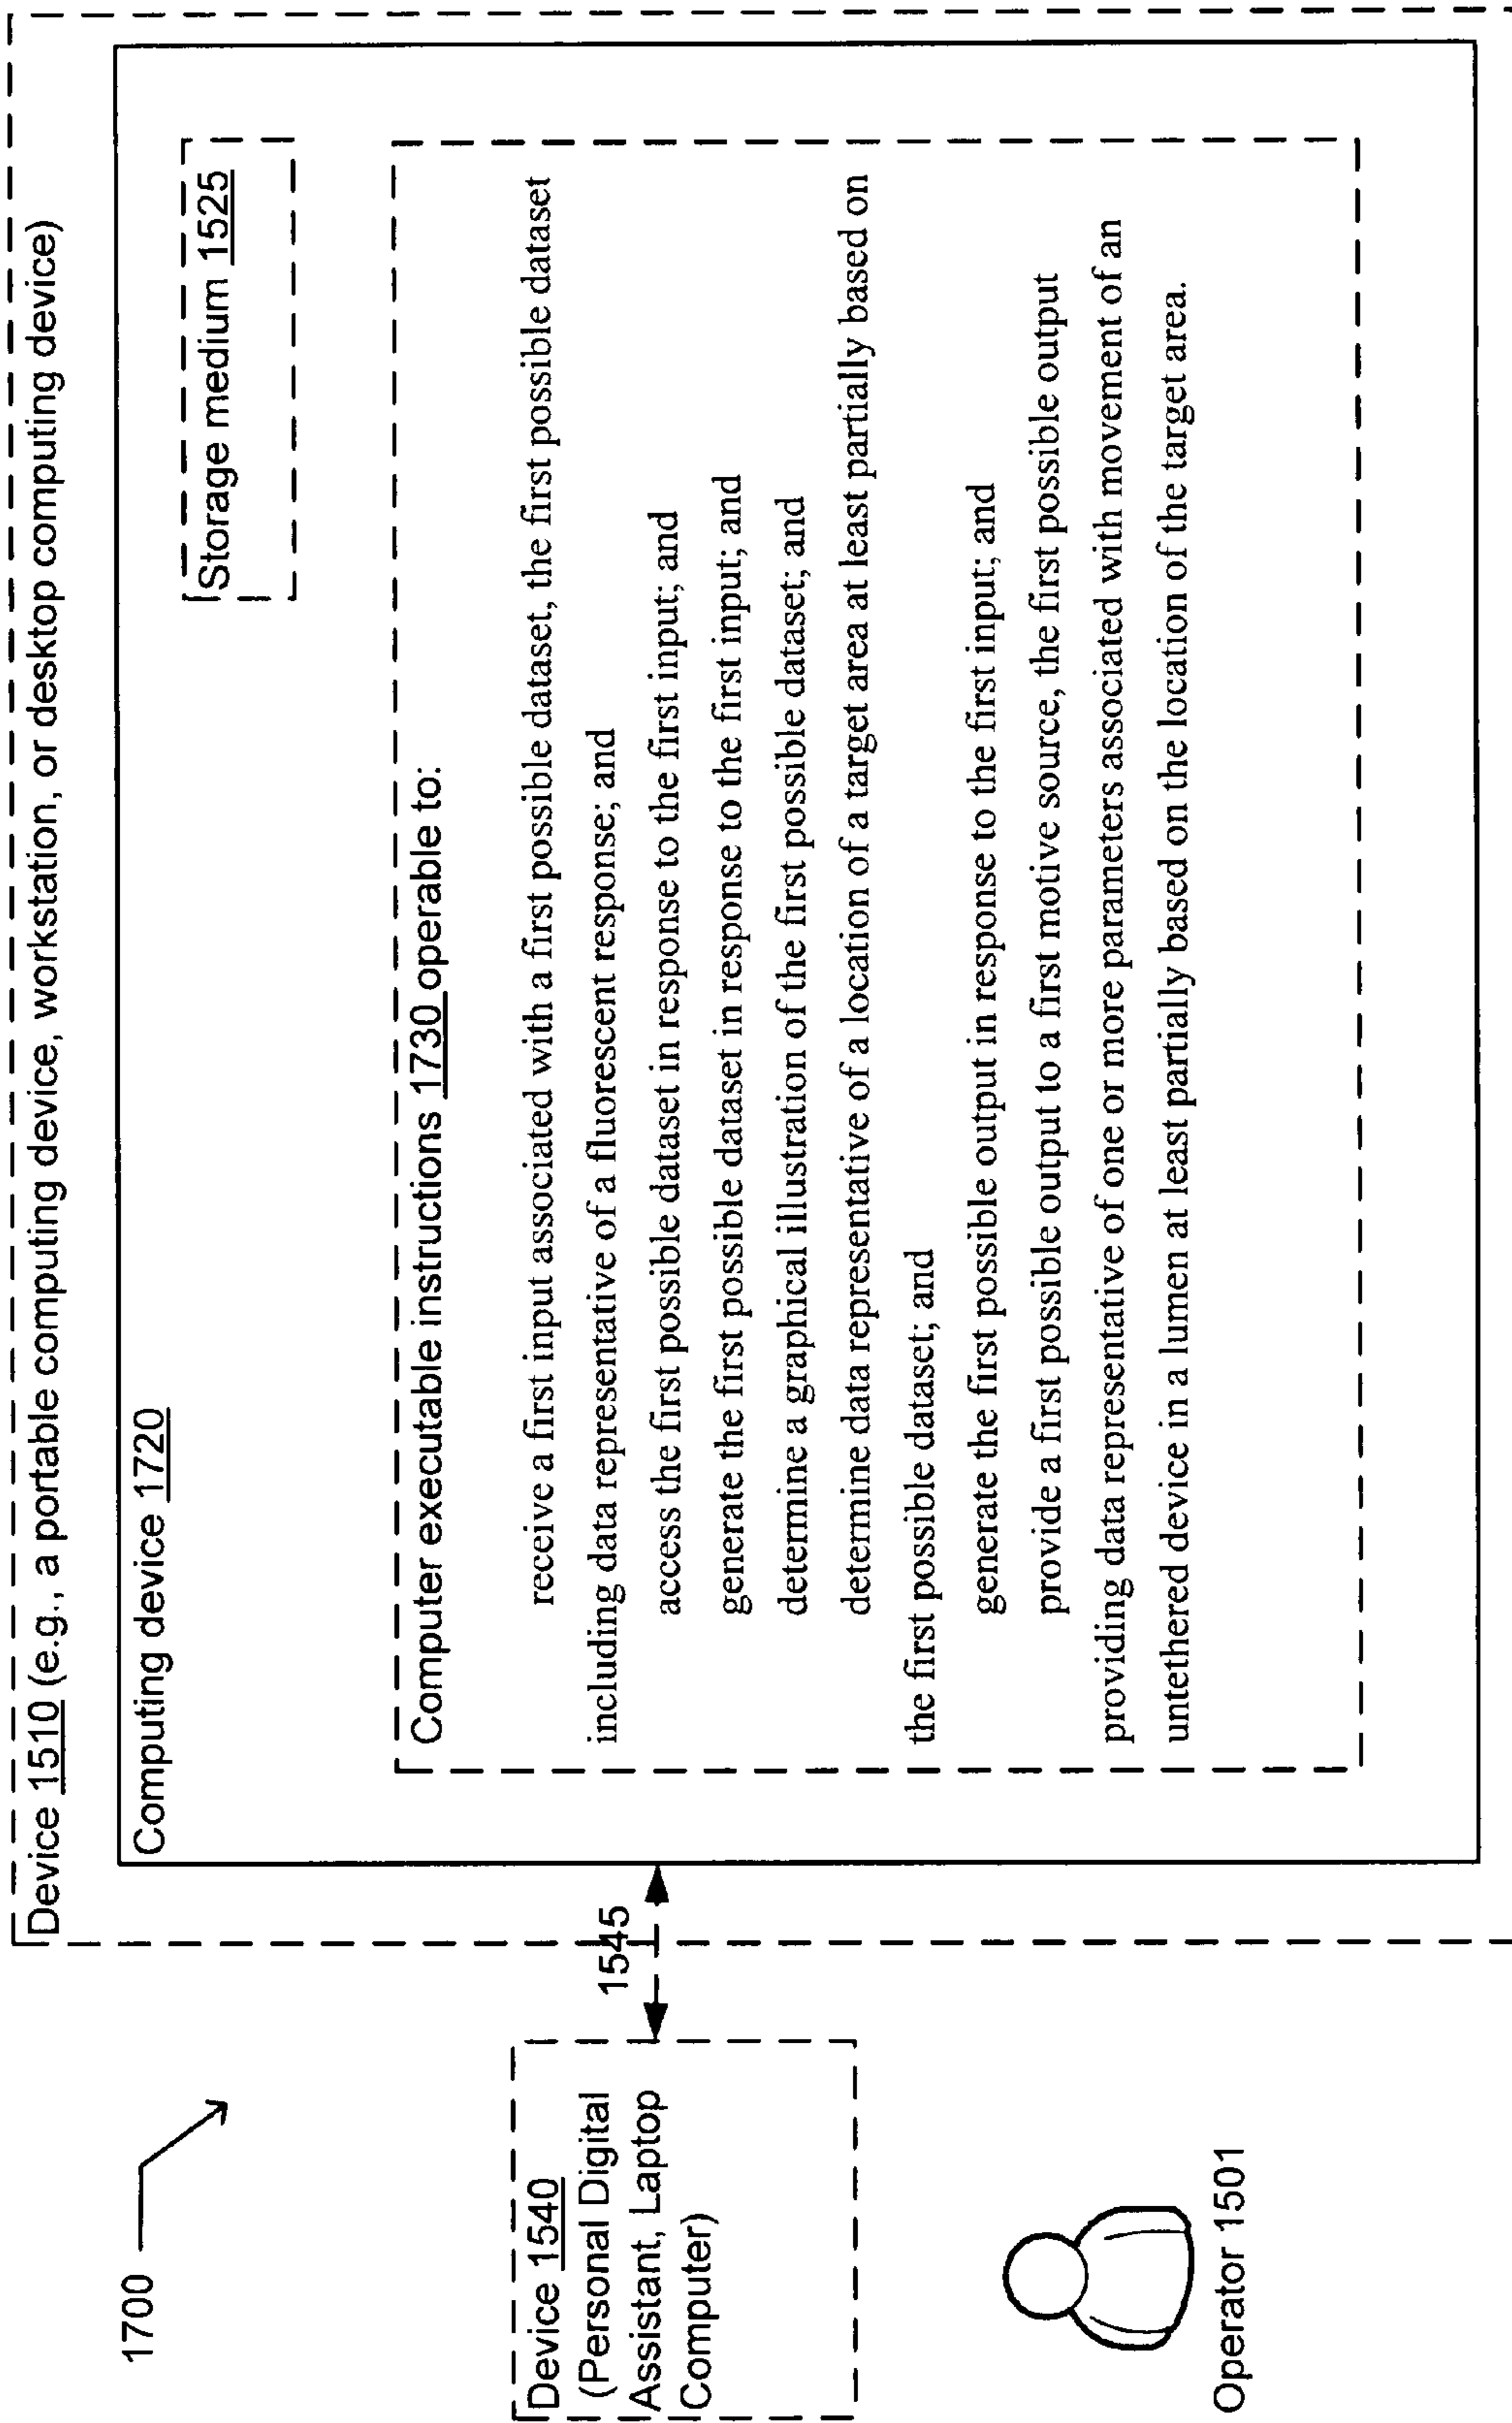 1700
Device 1510 (e.g., a portable computing device, workstation, or desktop computing device)
Computing device 1720
Storage medium 1525
Computer executable instructions 1730 operable to:
receive a first input associated with a first possible dataset, the first possible dataset
including data representative of a fluorescent response; and
access the first possible dataset in response to the first input; and
generate the first possible dataset in response to the first input; and
determine a graphical illustration of the first possible dataset; and
determine data representative of a location of a target area at least partially based on
the first possible dataset; and
generate the first possible output in response to the first input; and
provide a first possible output to a first motive source, the first possible output
providing data representative of one or more parameters associated with movement of an
untethered device in a lumen at least partially based on the location of the target area.
1545
Device 1540
(Personal Digital
Assistant, Laptop
Computer)
Operator 1501